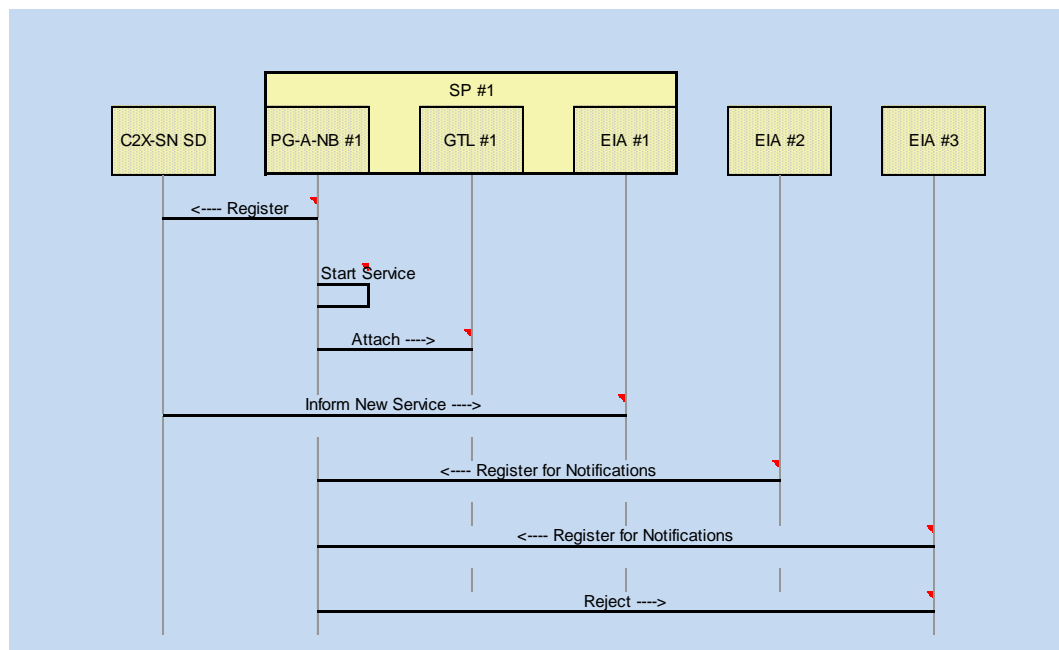 SP #1
C2X-SN SD
PG-A-NB #1
GTL #1
EIA #1
EIA #2
EIA #3
<---- Register
Start Service
Attach ---->
Inform New Service ---->
<---- Register for Notifications
<---- Register for Notifications
Reject ---->